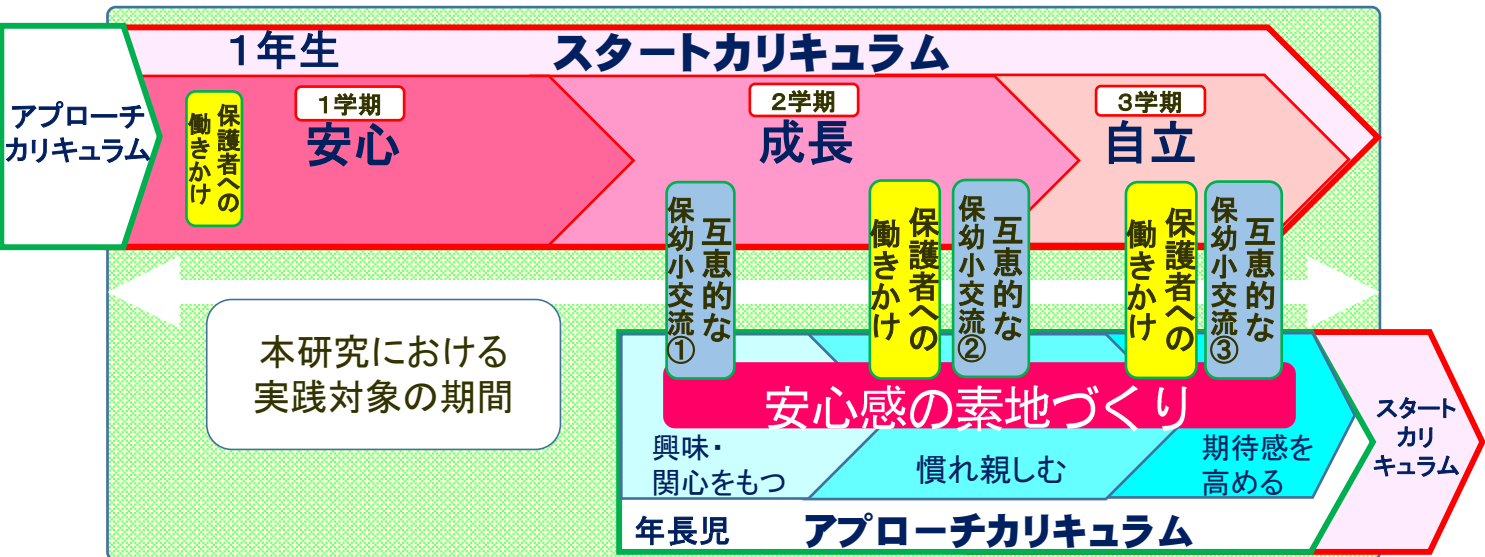 1年生
スタートカリキュラム
アプローチ
カリキュラム
保護者への
働きかけ
1学期
安心
2学期
成長
3学期
自立
互恵的な
保幼小交流①
保護者への
働きかけ
互恵的な
保幼小交流②
保護者への
働きかけ
互恵的な
保幼小交流③
本研究における
実践対象の期間
安心感の素地づくり
興味・
関心をもつ
慣れ親しむ
期待感を
高める
年長児
アプローチカリキュラム
スタート
カリ
キュラム